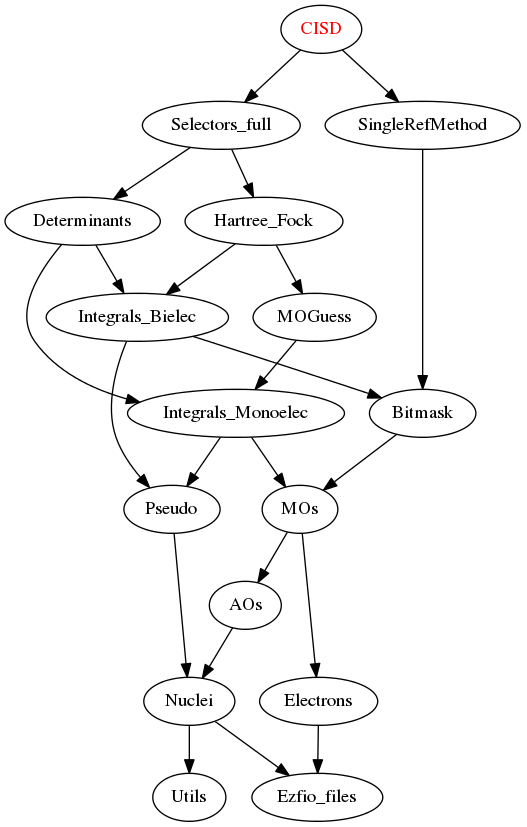 CISD
Selectors_full
SingleRefMethod
Determinants
Hartree_Fock
Integrals_Bielec
MOGuess
Integrals_Monoelec
Bitmask
Pseudo
MOs
AOs
Nuclei
Electrons
Utils
Ezfio_files